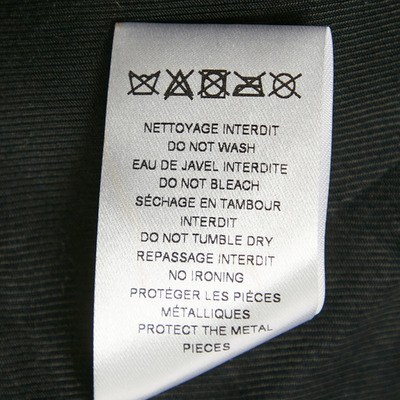 NETTOYAGE INTERDIT
DO NOT WASH
EAU DE JAVEL INTERDITE
DO NOT BLEACH
SÉCHAGE EN TAMBOUR
INTERDIT
DO NOT TUMBLE DRY
REPASSAGE INTERDIT
NO IRONING
PROTÉGER LES PIÉCES
MÉTALLIQUES
PROTECT THE METAL
PIECES